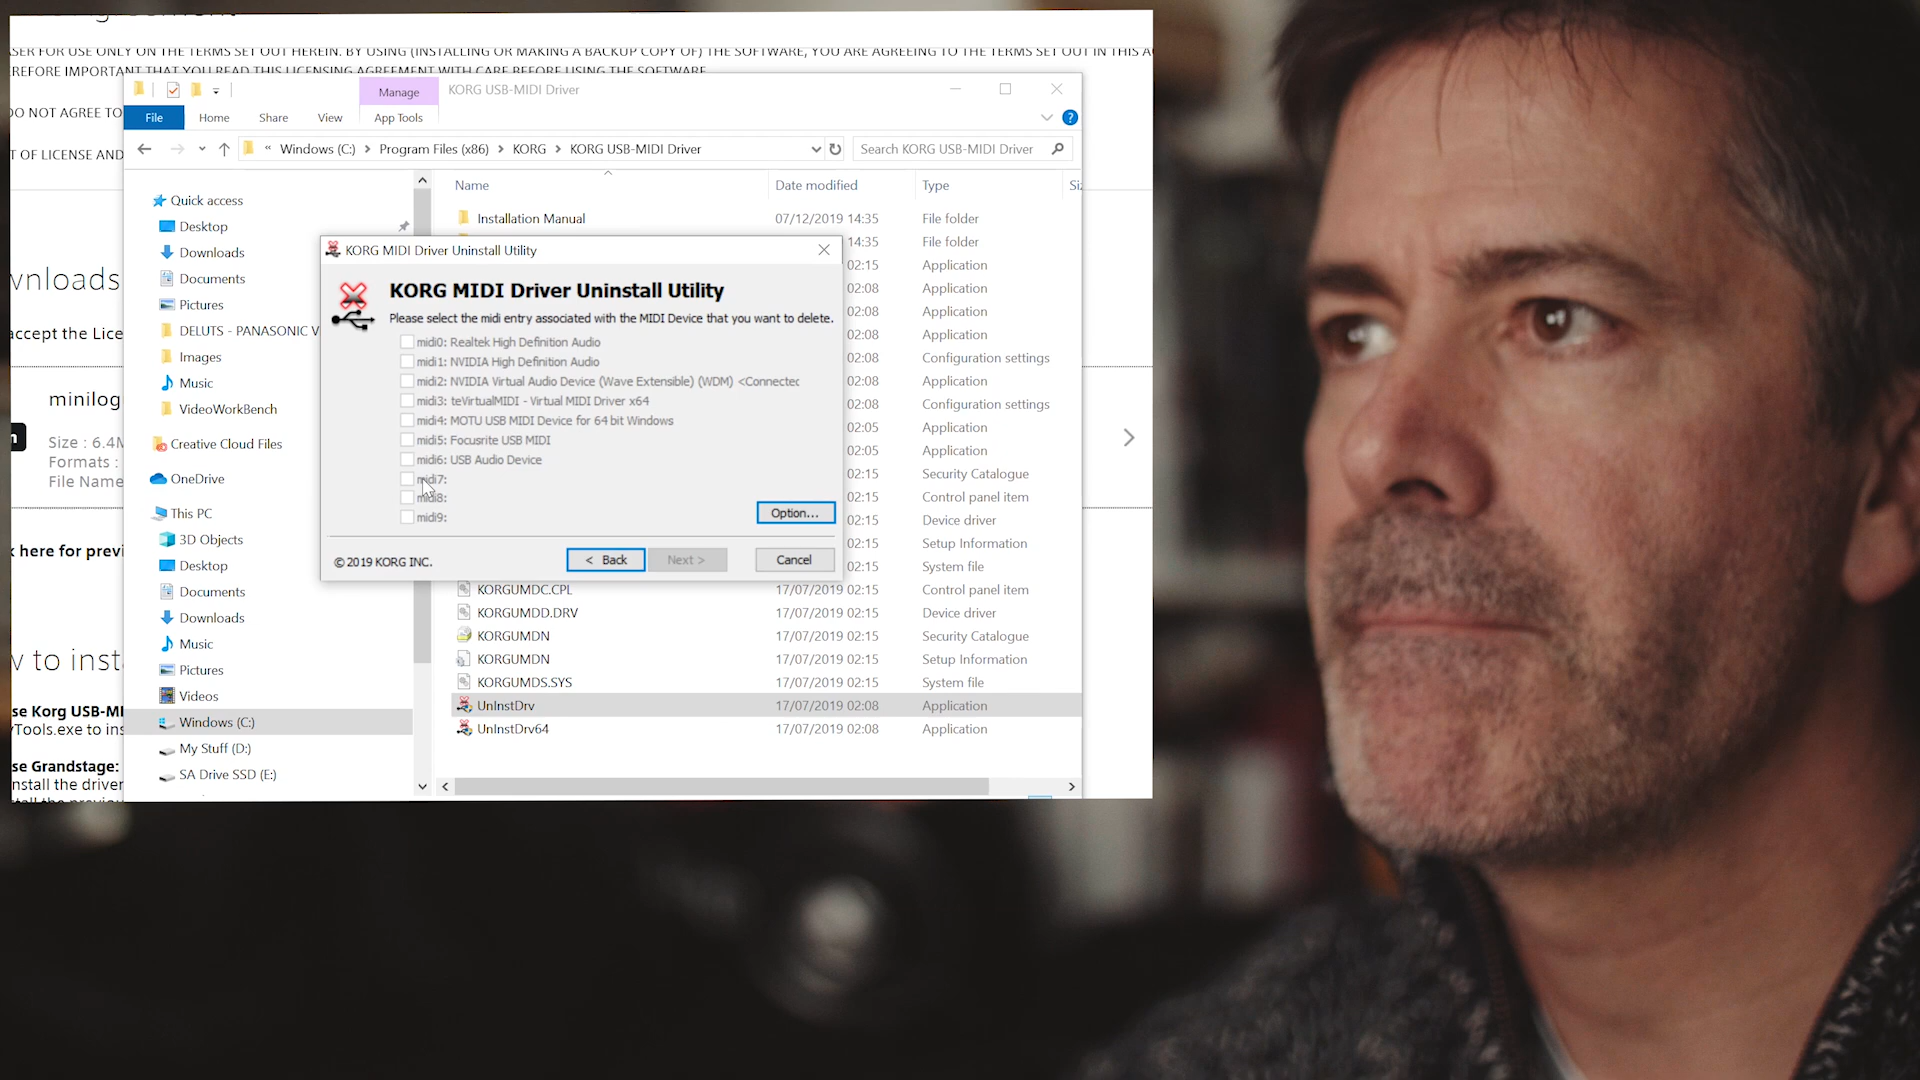 ASER FOR USE ONLY ON THE TERMS SET OUT HEREIN. BY USING (INSTALLING OR MAKING A BACKUP COPY OF) THE SOFTWARE, YOU ARE AGREEING TO THE TERMS SET OUT IN THIS A
REFORE IMPORTANT THAT YOU READ THIS LICENSING AGREEMENT WITH CARE BEFORE USING THE SOFTWARE
DO NOT AGREE TO
T OF LICENSE AND
wnloads
accept the Lice
minilog
Size : 6.4M
Formats :
File Name
k here for previ
v to insta
se Korg USB-MI
yTools.exe to ins
se Grandstage:
nstall the driver
Manage
KORG USB-MIDI Driver
File
Home
Share
View
App Tools
?
« Windows (C:) > Program Files (x86) > KORG > KORG USB-MIDI Driver
Search KORG USB-MIDI Driver
Quick access
Desktop
Downloads
Documents
Pictures
DELUTS - PANASONIC V
Images
Music
VideoWorkBench
Creative Cloud Files
OneDrive
This PC
3D Objects
Desktop
Documents
Downloads
Music
Pictures
Videos
Windows (C:)
My Stuff (D:)
SA Drive SSD (E:)
Name Date modified Type Siz
Installation Manual 07/12/2019 14:35 File folder
14:35 File folder
02:15 Application
02:08 Application
02:08 Application
02:08 Application
02:08 Configuration settings
02:08 Application
02:08 Configuration settings
02:05 Application
02:05 Application
02:15 Security Catalogue
02:15 Control panel item
02:15 Device driver
02:15 Setup Information
02:15 System file
KORGUMDC.CPL 17/07/2019 02:15 Control panel item
KORGUMDD.DRV 17/07/2019 02:15 Device driver
KORGUMDN 17/07/2019 02:15 Security Catalogue
KORGUMDN 17/07/2019 02:15 Setup Information
KORGUMDS.SYS 17/07/2019 02:15 System file
UnInstDrv 17/07/2019 02:08 Application
UnInstDrv64 17/07/2019 02:08 Application
KORG MIDI Driver Uninstall Utility
KORG MIDI Driver Uninstall Utility
Please select the midi entry associated with the MIDI Device that you want to delete.
midi0: Realtek High Definition Audio
midi1: NVIDIA High Definition Audio
midi2: NVIDIA Virtual Audio Device (Wave Extensible) (WDM) <Connected
midi3: teVirtualMIDI - Virtual MIDI Driver x64
midi4: MOTU USB MIDI Device for 64 bit Windows
midi5: Focusrite USB MIDI
midi6: USB Audio Device
midi7:
midi8:
midi9:
Option...
© 2019 KORG INC.
< Back
Next >
Cancel